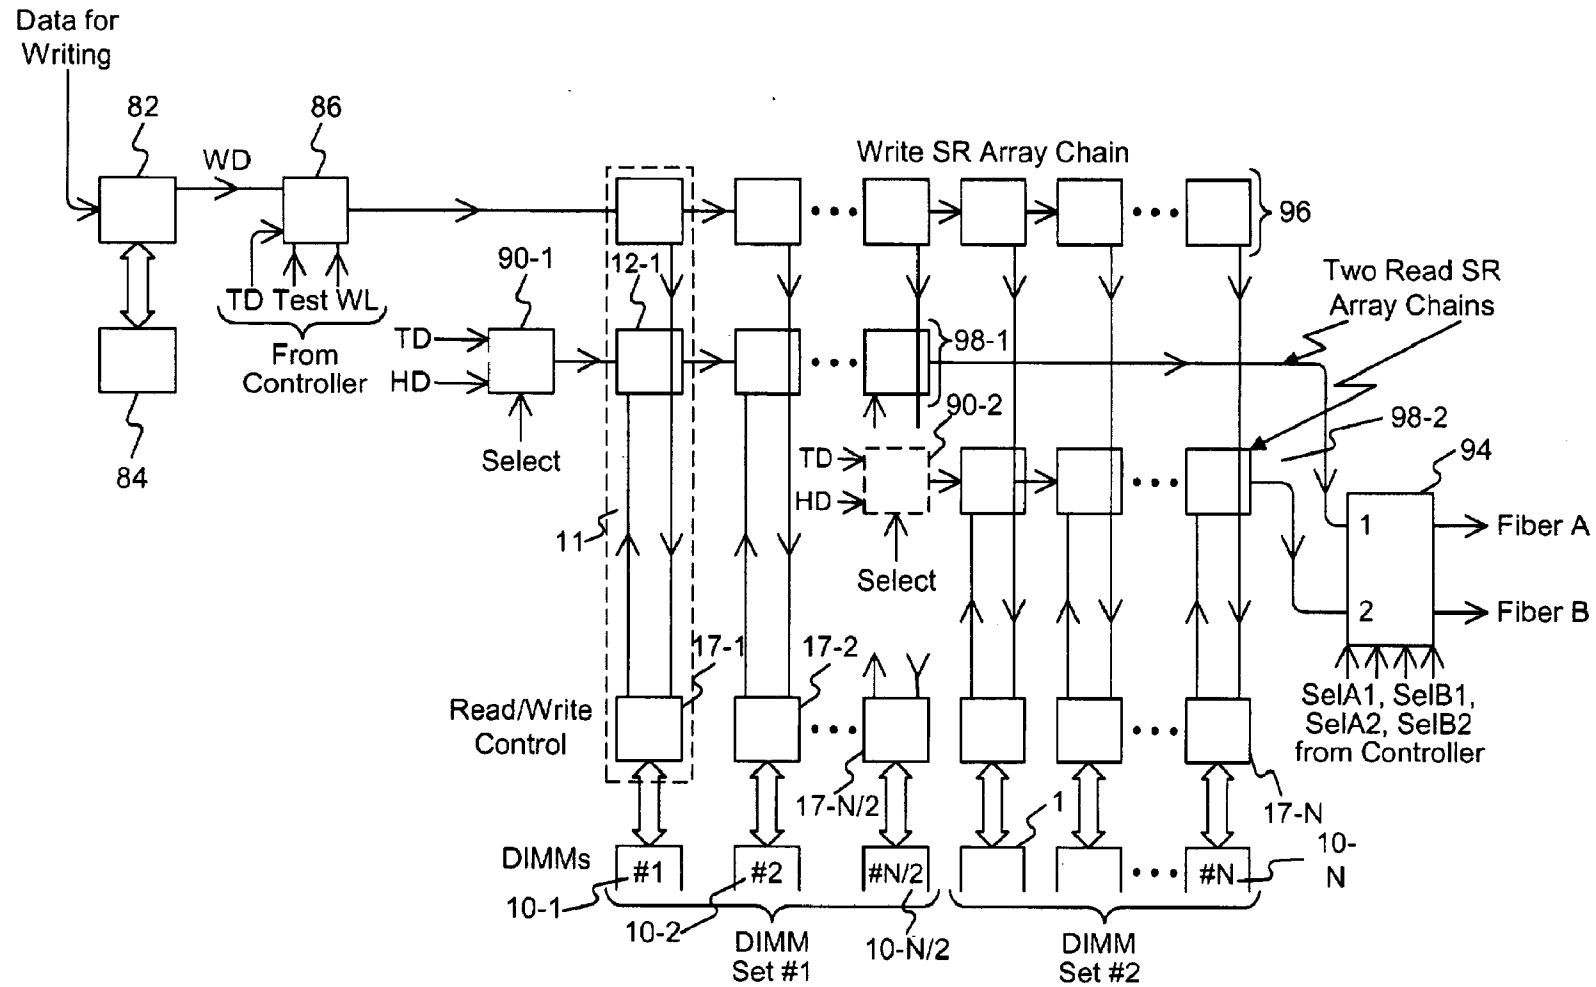 Data for
Writing
82
86
WD
Write SR Array Chain
96
90-1
12-1
Two Read SR
Array Chains
TD Test WL
From
Controller
TD
HD
98-1
90-2
98-2
Select
84
TD
HD
94
11
Select
1
Fiber A
2
Fiber B
17-1
17-2
Read/Write
Control
SelA1, SelB1,
SelA2, SelB2
from Controller
17-N/2
1
17-N
DIMMs
#1
#2
#N/2
#N
10-
N
10-1
10-2
10-N/2
DIMM
Set #1
DIMM
Set #2